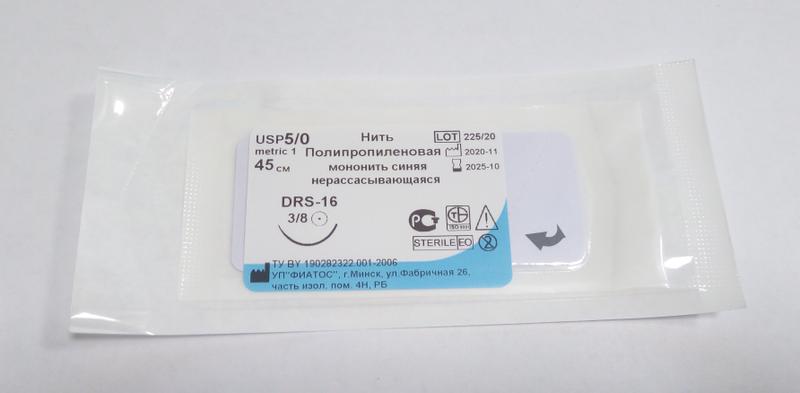 USP5/0
metric 1
45 см
Нить
Полипропиленовая
мононить синяя
нерассасывающаяся
LOT 225/20
2020-11
2025-10
DRS-16
3/8
STERILE EO
ТУ BY 190282322.001-2006
УП"ФИАТОС", г.Минск, ул.Фабричная 26,
часть изол. пом. 4Н, РБ